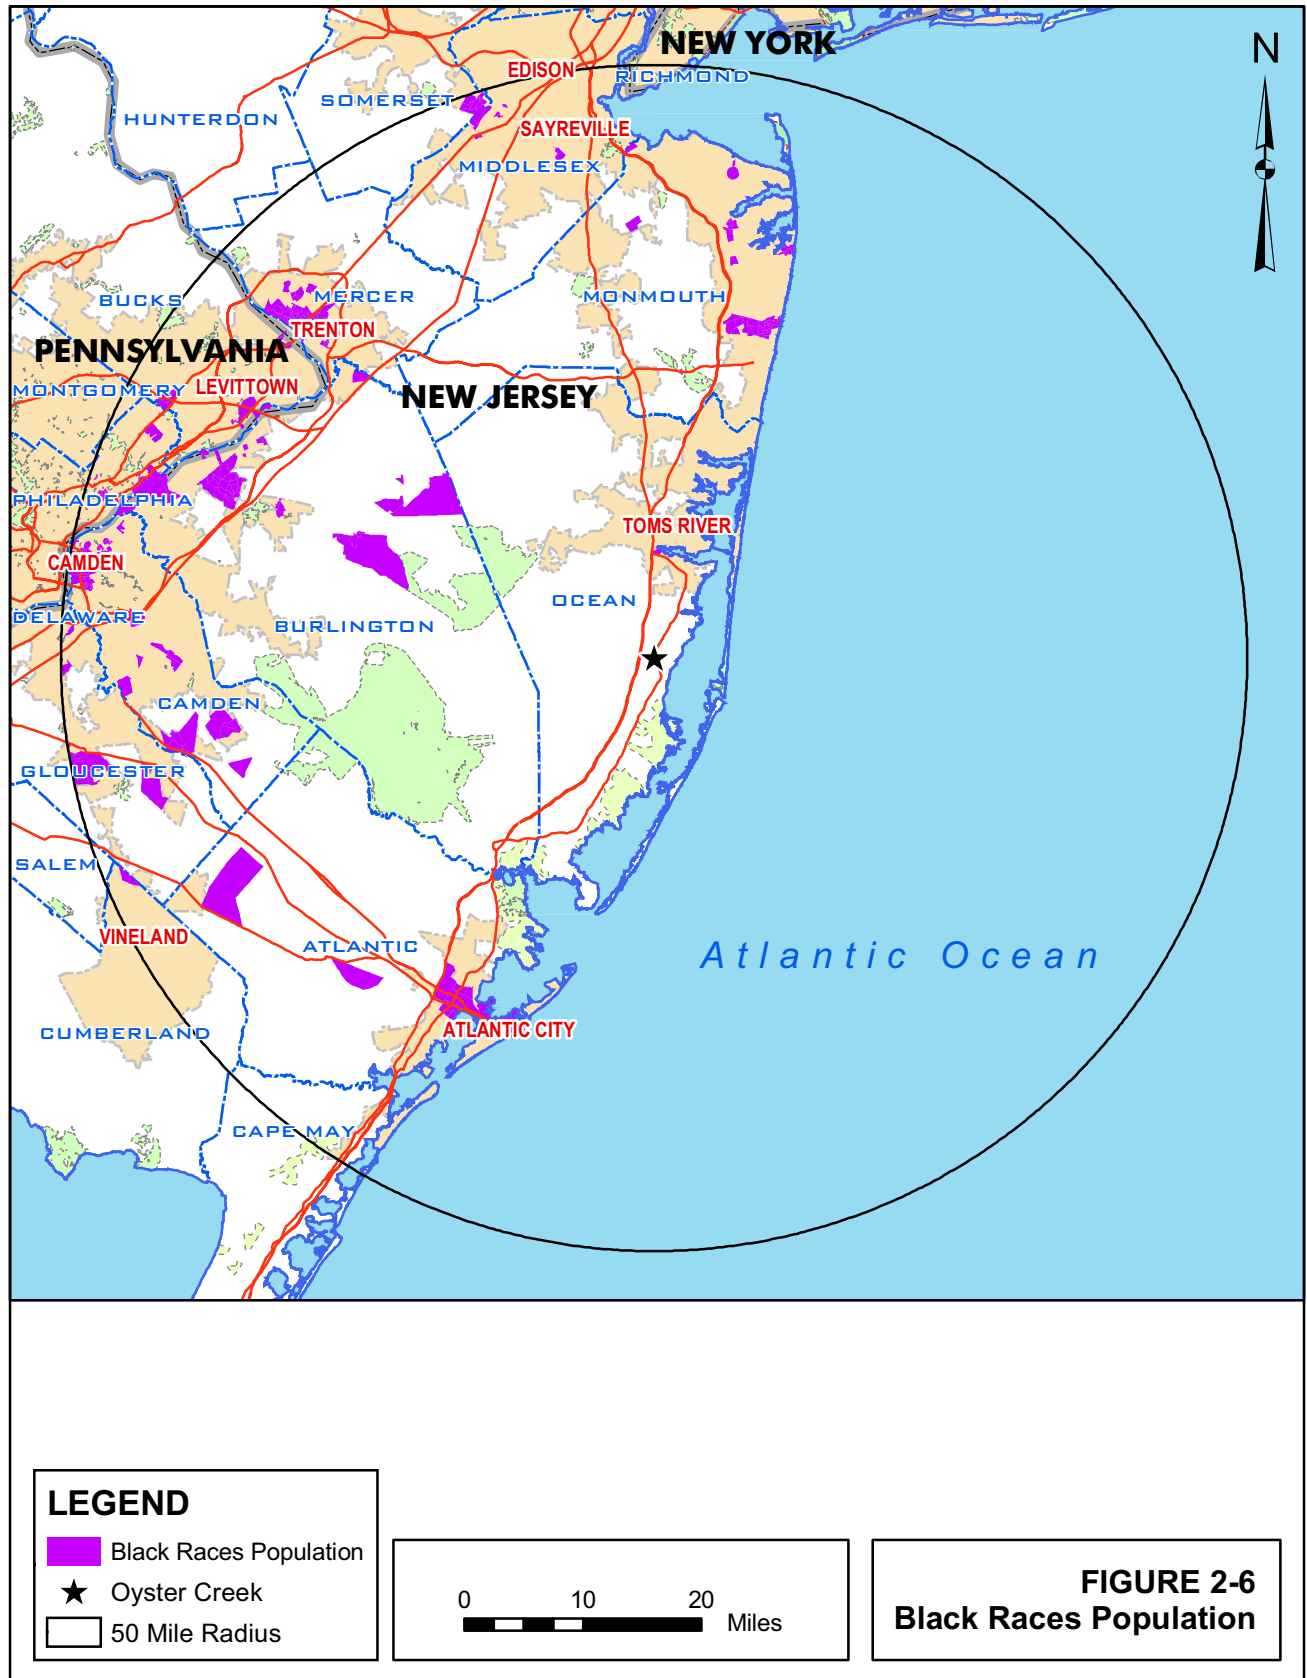 NEW YORK
N
EDISON
RICHMOND
SOMERSET
HUNTERDON
SAYREVILLE
MIDDLESEX
BUCKS
MERCER
MONMOUTH
TRENTON
PENNSYLVANIA
MONTGOMERY
LEVITTOWN
NEW JERSEY
PHILADELPHIA
TOMS RIVER
CAMDEN
OCEAN
DELAWARE
BURLINGTON
CAMDEN
GLOUCESTER
SALEM
VINELAND
ATLANTIC
Atlantic Ocean
CUMBERLAND
ATLANTIC CITY
CAPE MAY
LEGEND
Black Races Population
Oyster Creek
50 Mile Radius
0 10 20
Miles
FIGURE 2-6
Black Races Population